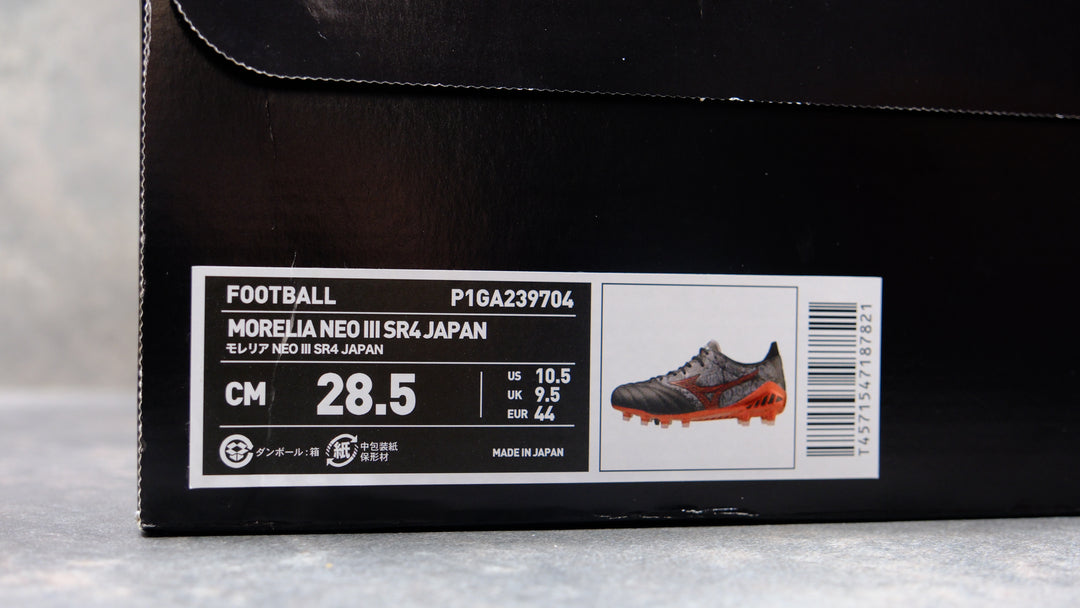 FOOTBALL P1GA239704
MORELIA NEO III SR4 JAPAN
モレリア NEO III SR4 JAPAN
CM 28.5
US 10.5
UK 9.5
EUR 44
ダンボール:箱
紙 中包装紙
保形材
MADE IN JAPAN
T4571547187821